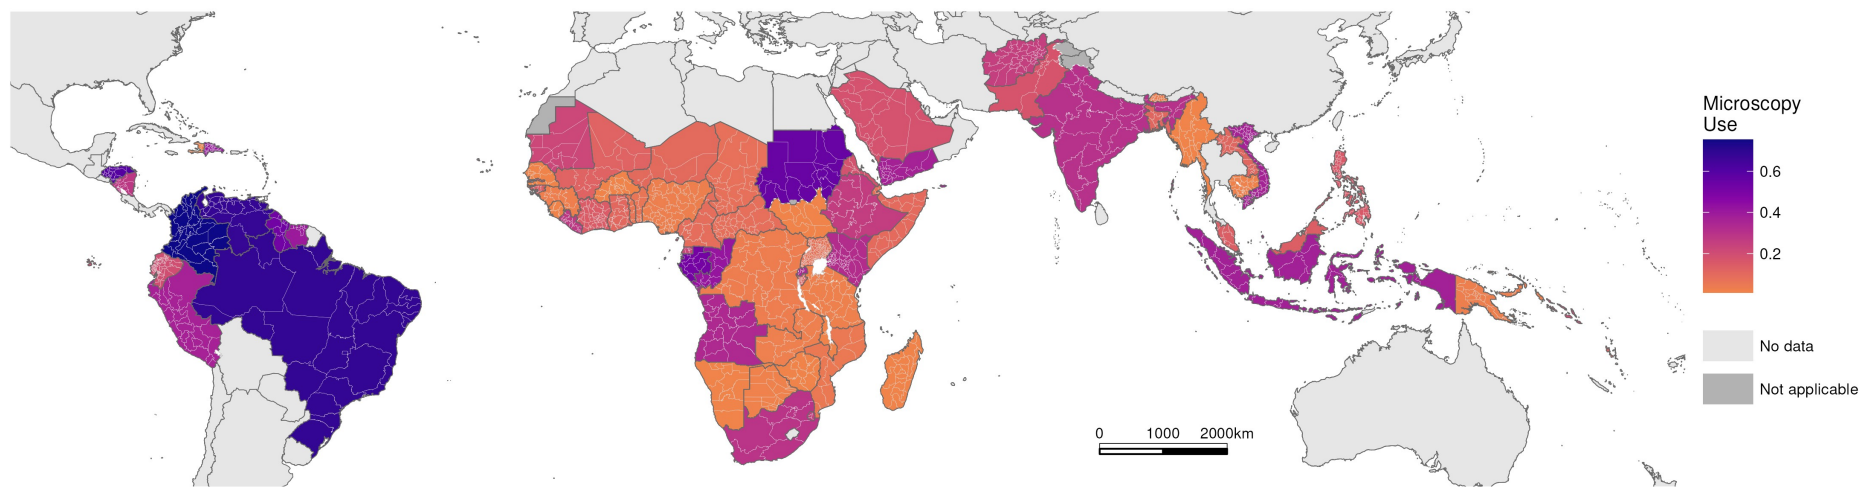 Microscopy
Use
0.6
0.4
0.2
No data
Not applicable
0 1000 2000km